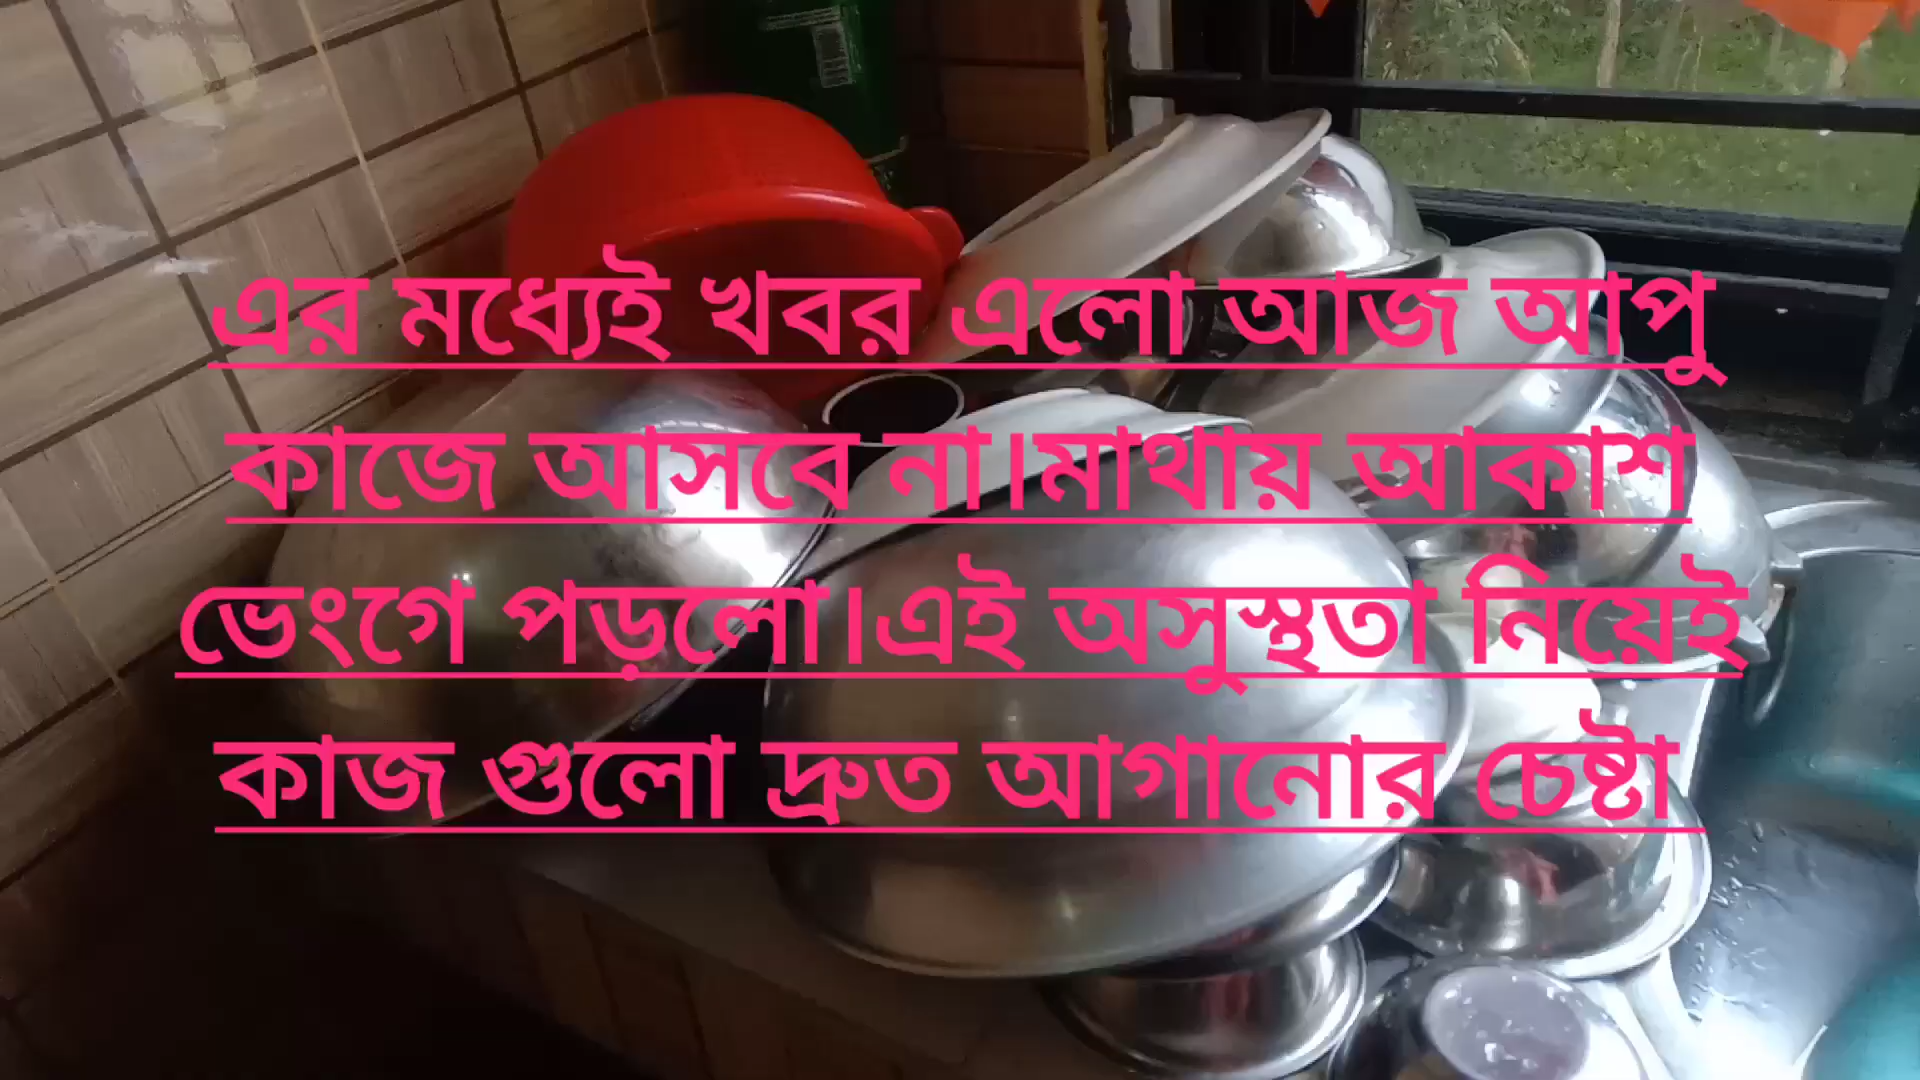 এর মধ্যেই খবর এলো আজ আপু
কাজে আসবে না।মাথায় আকাশ
ভেংগে পড়লো।এই অসুস্থতা নিয়েই
কাজ গুলো দ্রুত আগানোর চেষ্টা